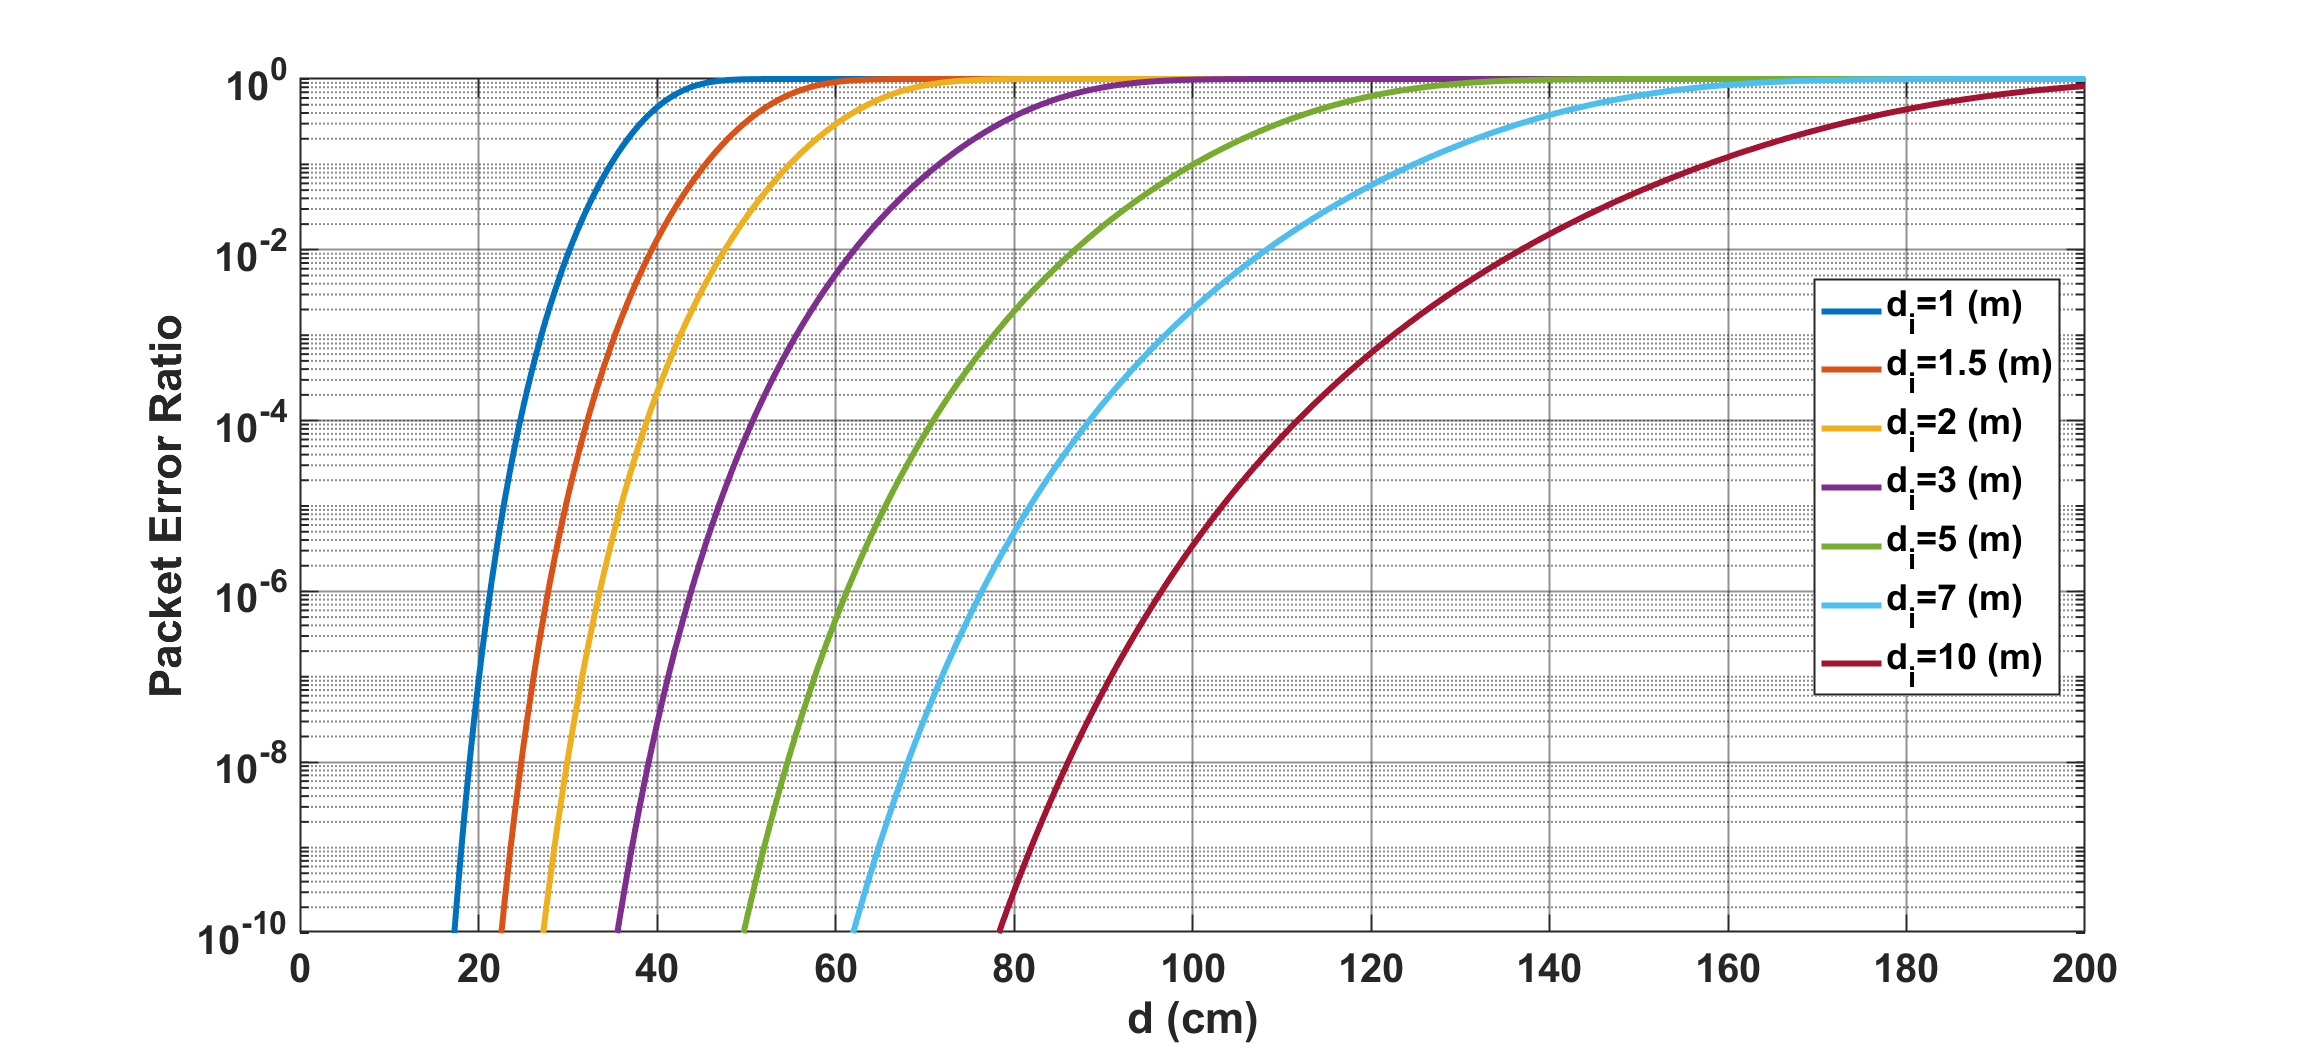 10^0
10^-2
10^-4
10^-6
10^-8
10^-10
Packet Error Ratio
d_i=1 (m)
d_i=1.5 (m)
d_i=2 (m)
d_i=3 (m)
d_i=5 (m)
d_i=7 (m)
d_i=10 (m)
0 20 40 60 80 100 120 140 160 180 200
d (cm)